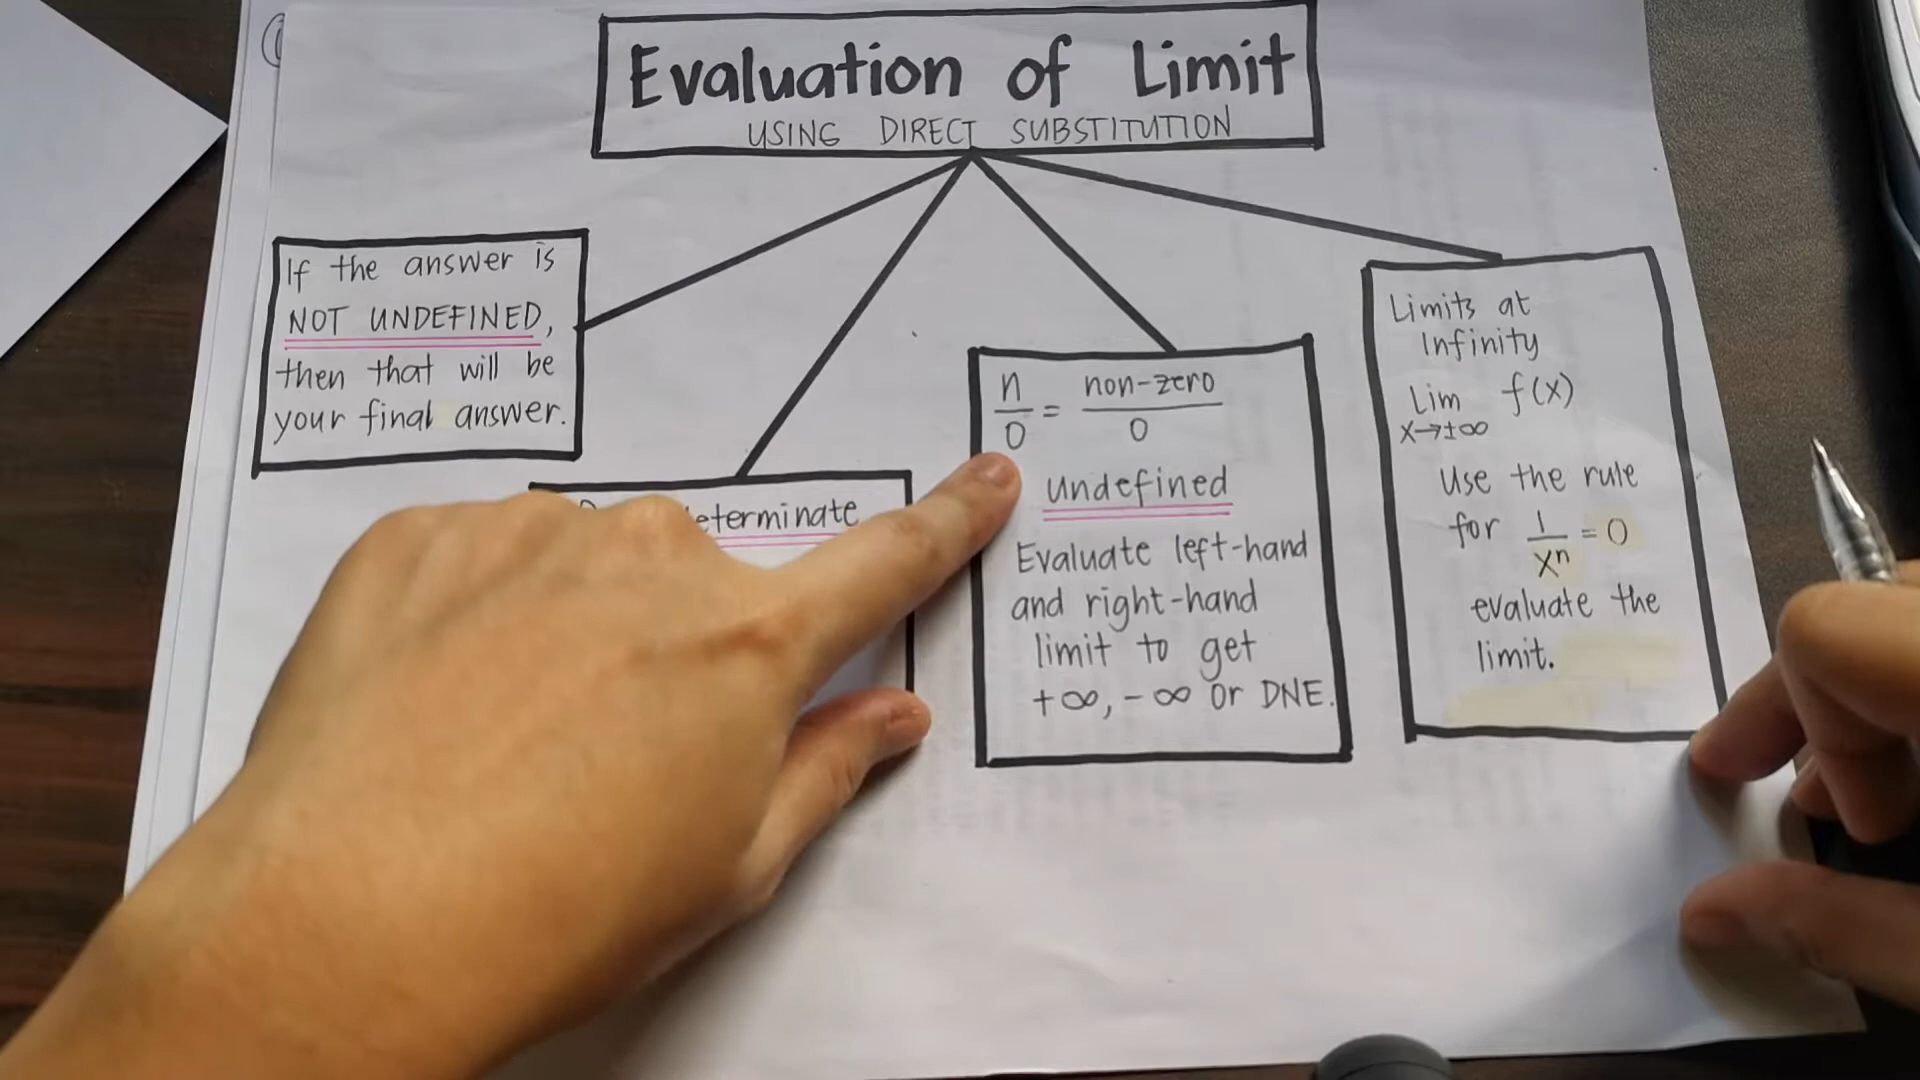 Evaluation of Limit
USING DIRECT SUBSTITUTION
If the answer is
NOT UNDEFINED,
then that will be
your final answer.
n/0 = non-zero/0
undefined
Evaluate left-hand
and right-hand
limit to get
+∞, -∞ or DNE.
Limits at
Infinity
Lim f(x)
x→±∞
Use the rule
for 1/xⁿ = 0
evaluate the
limit.